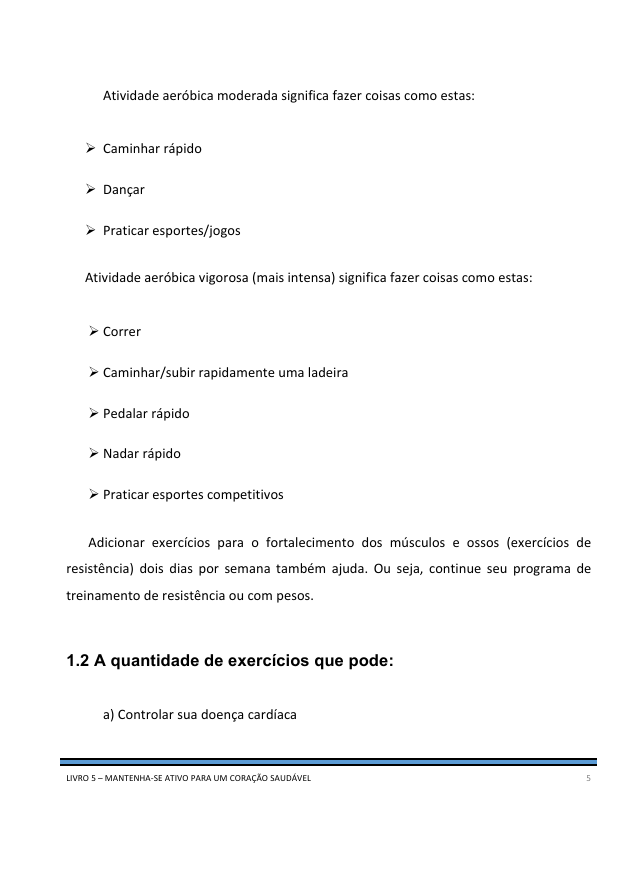 Atividade aeróbica moderada significa fazer coisas como estas:
➢ Caminhar rápido
➢ Dançar
➢ Praticar esportes/jogos
Atividade aeróbica vigorosa (mais intensa) significa fazer coisas como estas:
➢ Correr
➢ Caminhar/subir rapidamente uma ladeira
➢ Pedalar rápido
➢ Nadar rápido
➢ Praticar esportes competitivos
Adicionar exercícios para o fortalecimento dos músculos e ossos (exercícios de
resistência) dois dias por semana também ajuda. Ou seja, continue seu programa de
treinamento de resistência ou com pesos.
1.2 A quantidade de exercícios que pode:
a) Controlar sua doença cardíaca
LIVRO 5 – MANTENHA-SE ATIVO PARA UM CORAÇÃO SAUDÁVEL 5